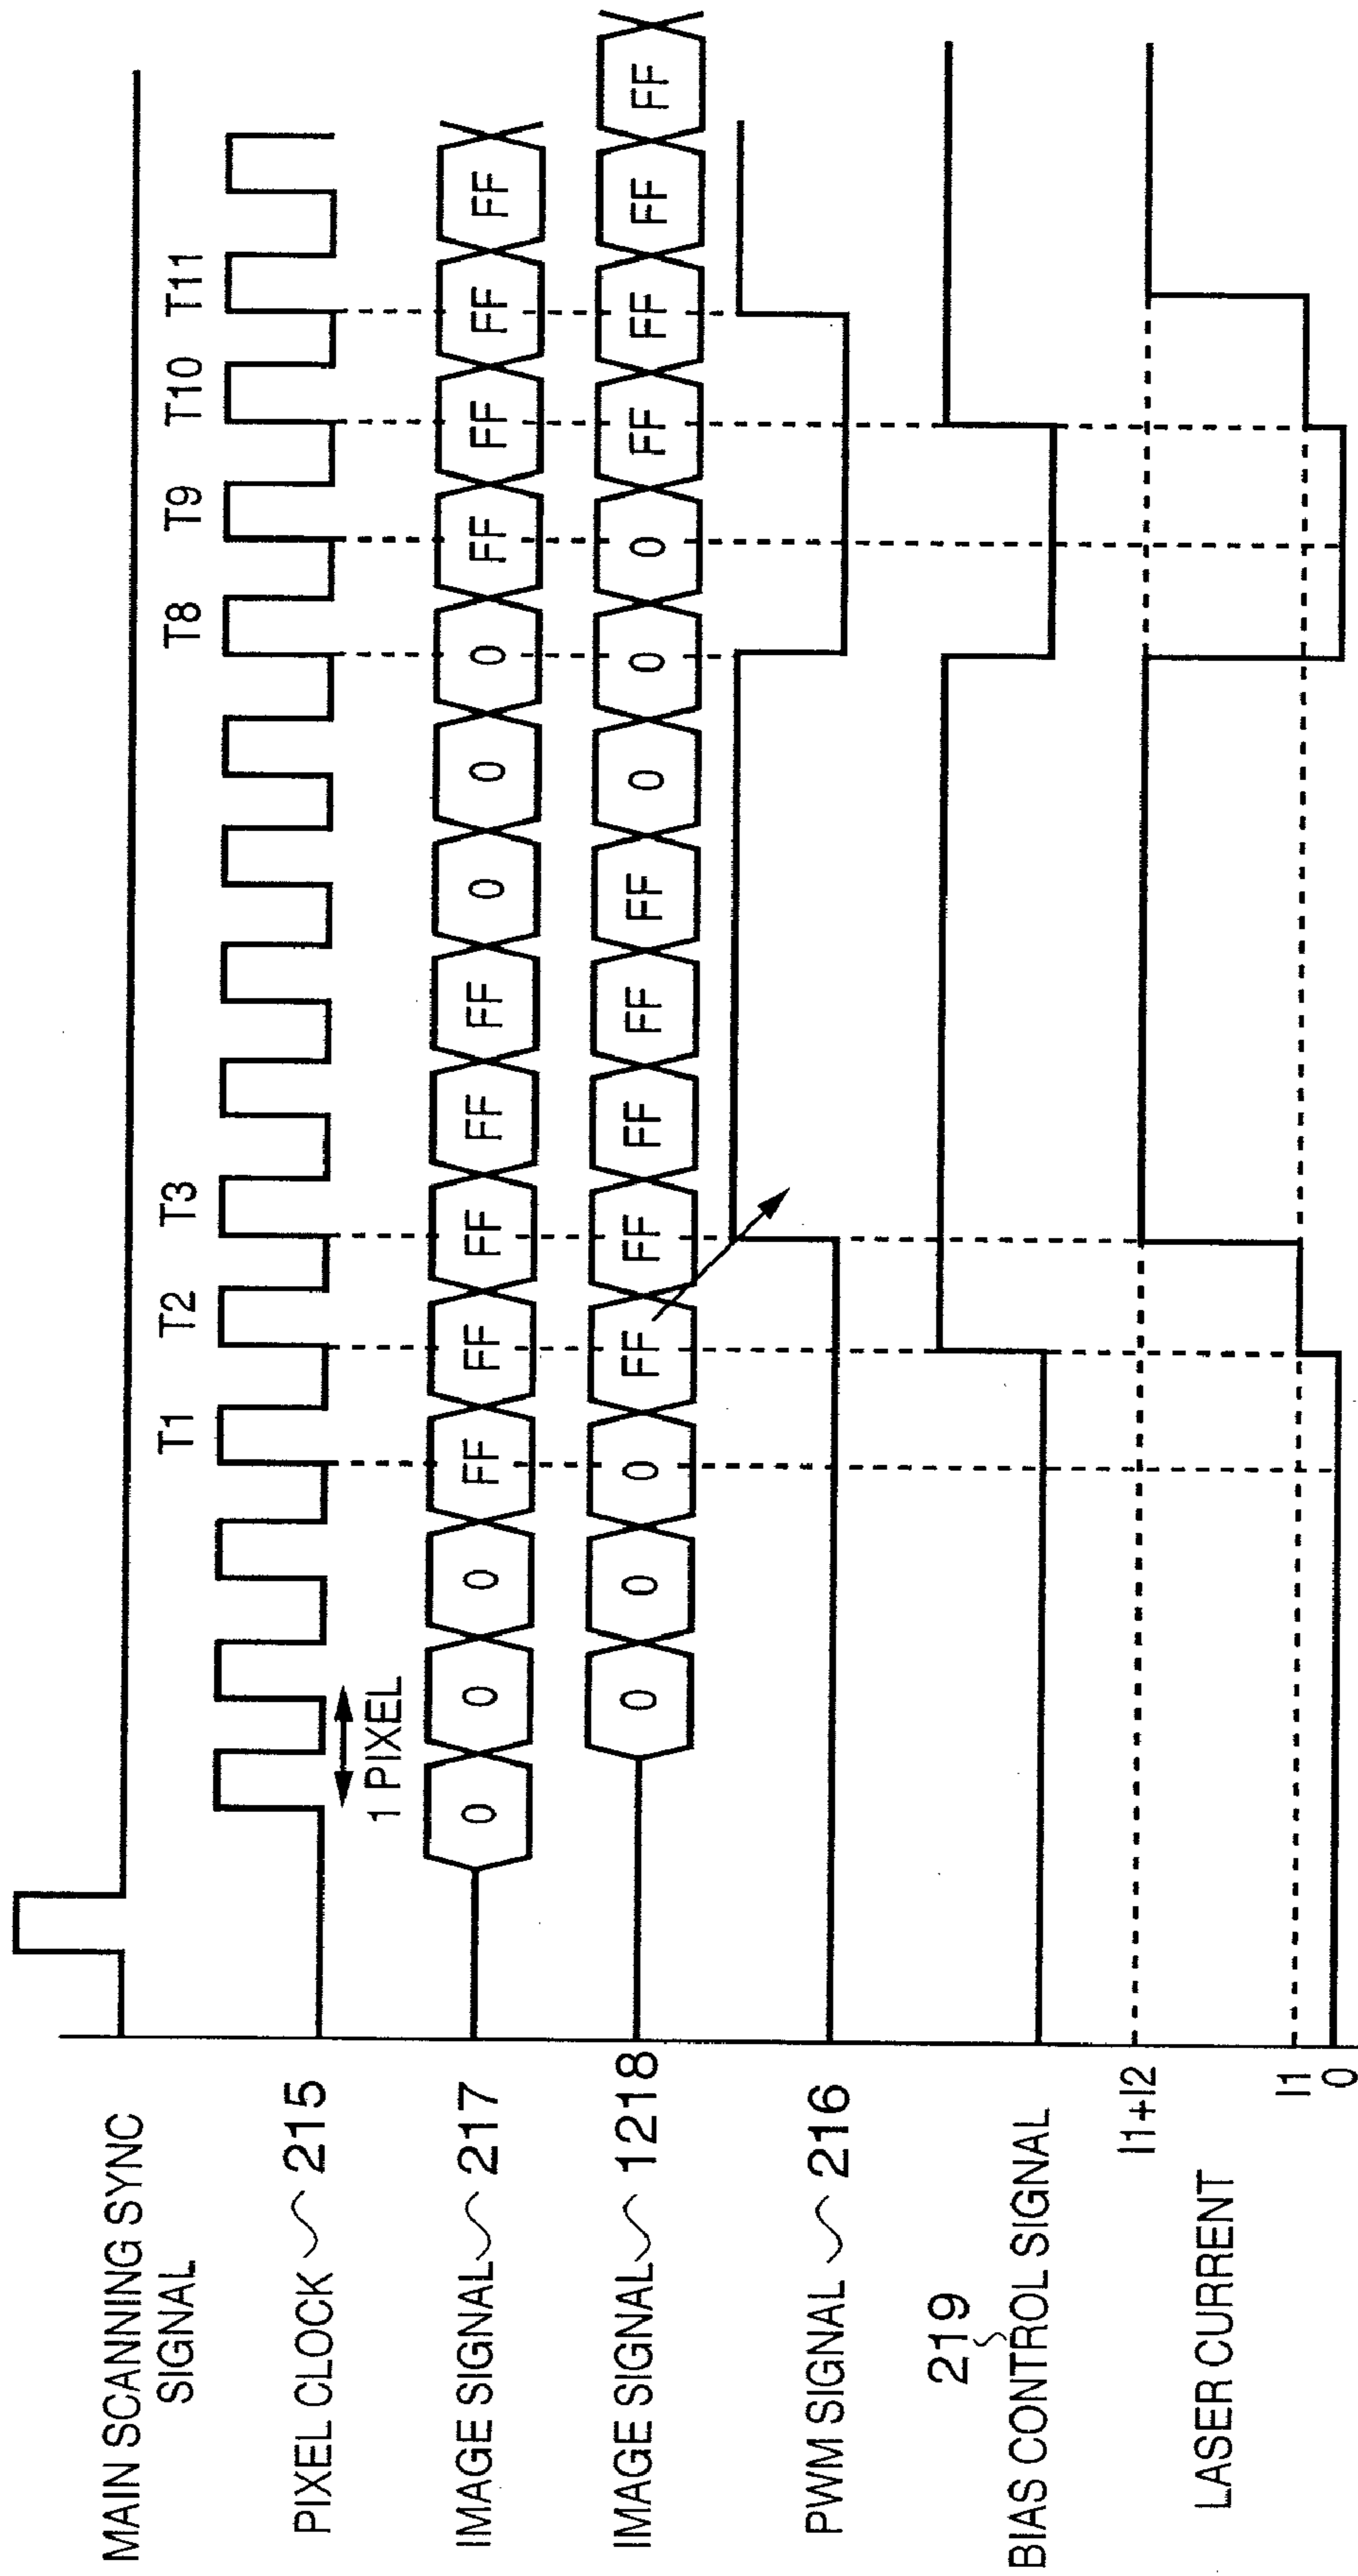 MAIN SCANNING SYNC
SIGNAL
T1 T2 T3 T8 T9 T10 T11
PIXEL CLOCK 215
1 PIXEL
IMAGE SIGNAL 217 0 0 0 FF FF FF FF FF 0 0 0 FF FF FF FF
IMAGE SIGNAL 1218 0 0 0 FF FF FF FF FF 0 0 0 FF FF FF FF
PWM SIGNAL 216
219
BIAS CONTROL SIGNAL
I1+I2
LASER CURRENT
I1
0